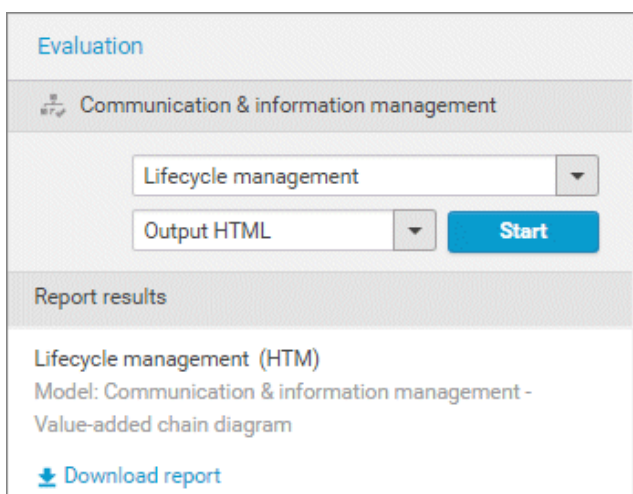 Evaluation
Communication & information management
Lifecycle management
Output HTML
Start
Report results
Lifecycle management (HTM)
Model: Communication & information management -
Value-added chain diagram
Download report